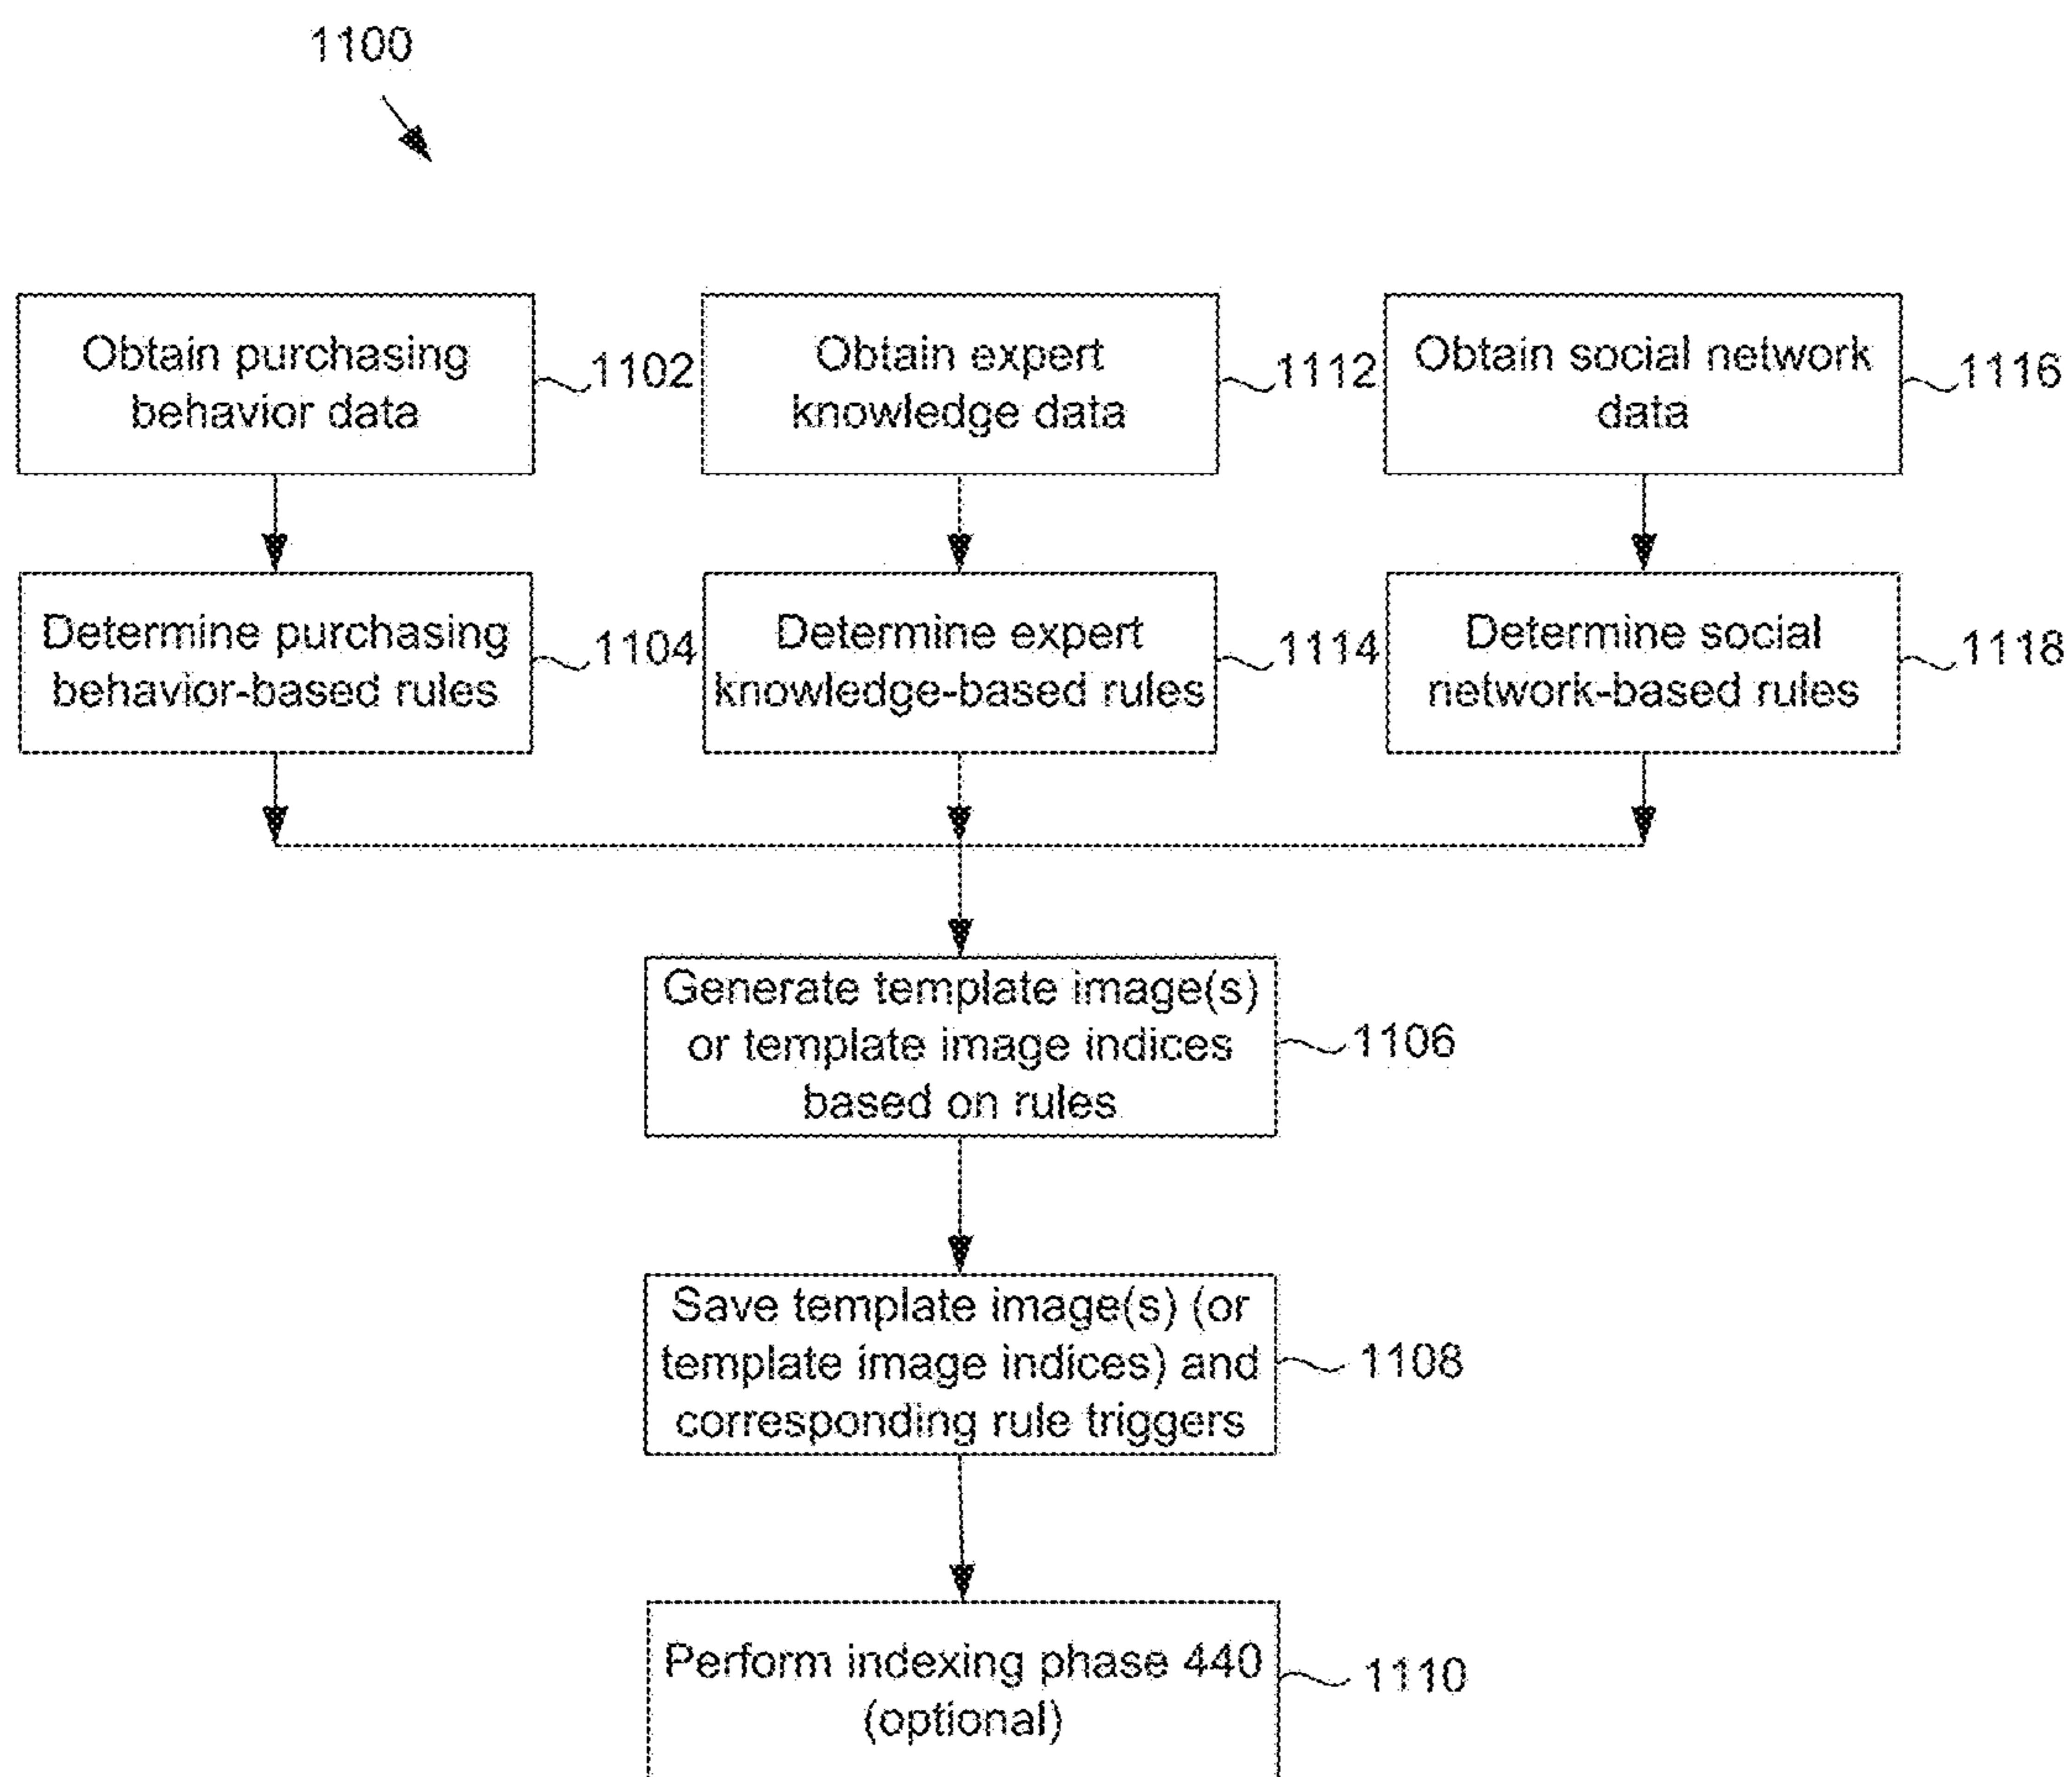 1100
Obtain purchasing
behavior data
1102
Obtain expert
knowledge data
1112
Obtain social network
data
1116
Determine purchasing
behavior-based rules
1104
Determine expert
knowledge-based rules
1114
Determine social
network-based rules
1118
Generate template image(s)
or template image indices
based on rules
1106
Save template image(s) (or
template image indices) and
corresponding rule triggers
1108
Perform indexing phase 440
(optional)
1110